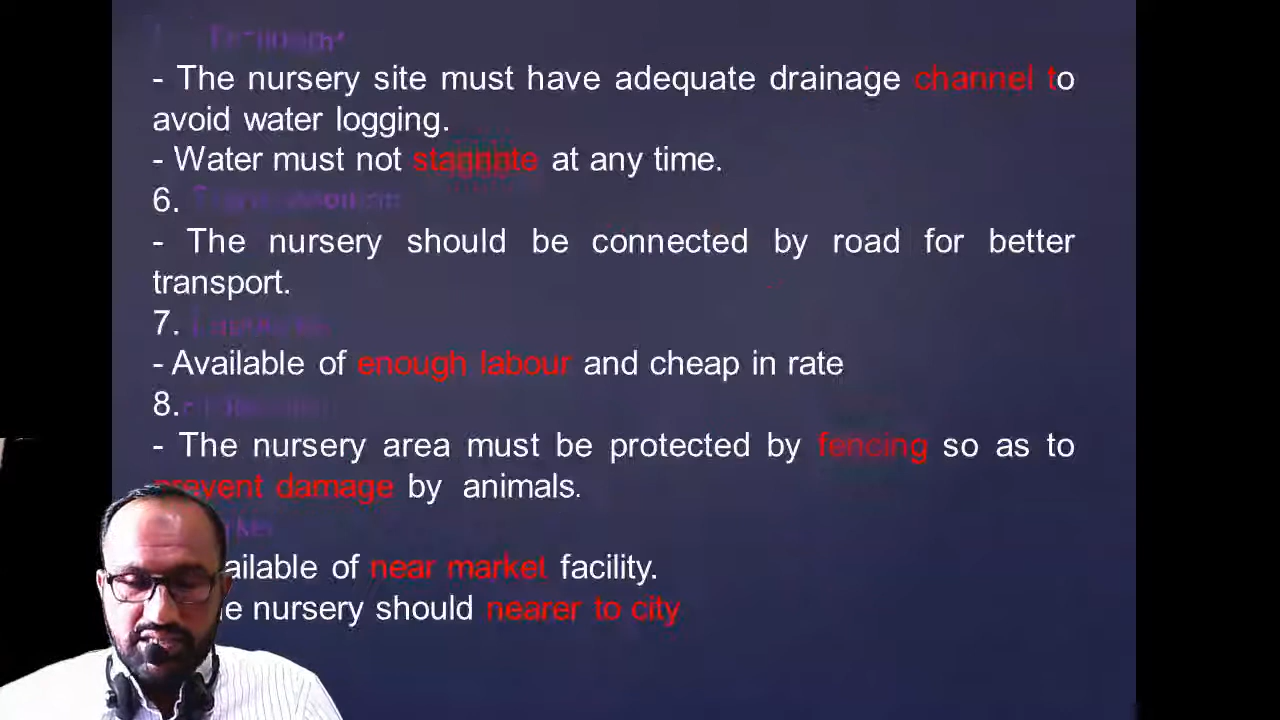 - The nursery site must have adequate drainage channel to
avoid water logging.
- Water must not at any time.
6.
- The nursery should be connected by road for better
transport.
7.
- Available of enough labour and cheap in rate
8.
- The nursery area must be protected by fencing so as to
prevent damage by animals.
of near market facility.
nursery should nearer to city